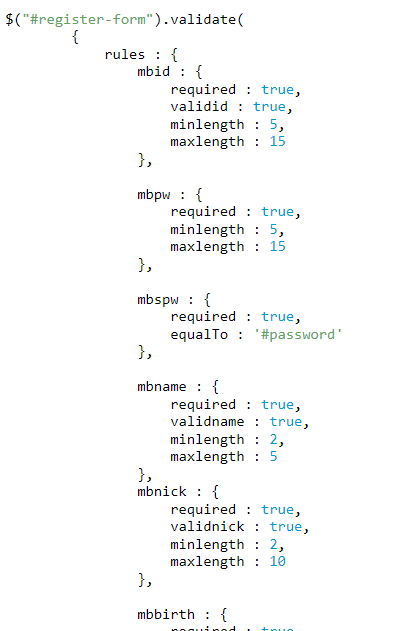 $("#register-form").validate(
{
rules : {
mbid : {
required : true,
validid : true,
minlength : 5,
maxlength : 15
},
mbpw : {
required : true,
minlength : 5,
maxlength : 15
},
mbspw : {
required : true,
equalTo : '#password'
},
mbname : {
required : true,
validname : true,
minlength : 2,
maxlength : 5
},
mbnick : {
required : true,
validnick : true,
minlength : 2,
maxlength : 10
},
mbbirth : {